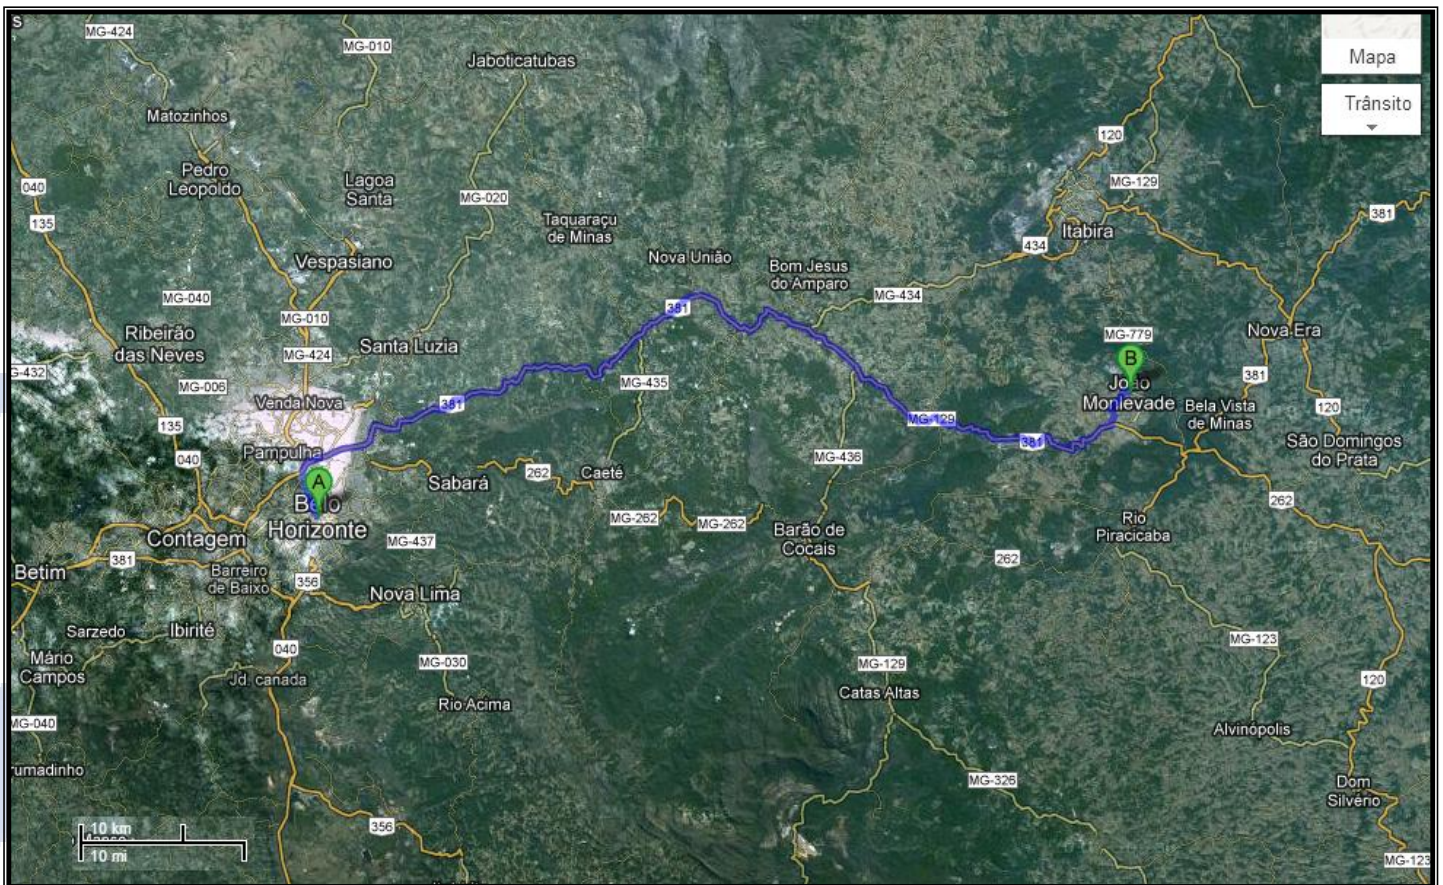 s
MG-424
MG-010
Jaboticatubas
Mapa
Trânsito
Matozinhos
120
Pedro
Leopoldo
Lagoa
Santa
MG-129
040
MG-020
135
Taquaraçu
de Minas
381
Itabira
434
Nova União
Vespasiano
Bom Jesus
do Amparo
MG-040
MG-434
381
MG-010
Ribeirão
das Neves
Nova Era
MG-779
Santa Luzia
MG-424
B
G-432
MG-006
MG-435
João
Monlevade
381
Venda Nova
381
Bela Vista
de Minas
120
135
MG-129
381
São Domingos
do Prata
Pampulha
040
MG-436
262
Caeté
Sabará
A
Belo
Horizonte
262
MG-262
MG-262
Rio
Piracicaba
Barão de
Cocais
Contagem
MG-437
381
262
Betim
Barreiro
de Baixo
356
Nova Lima
Sarzedo
Ibirité
040
MG-123
Mário
Campos
MG-030
MG-129
Jd. canada
120
Catas Altas
Rio Acima
MG-040
Alvinópolis
rumadinho
MG-326
Dom
Silvério
356
10 km
10 mi
MG-123